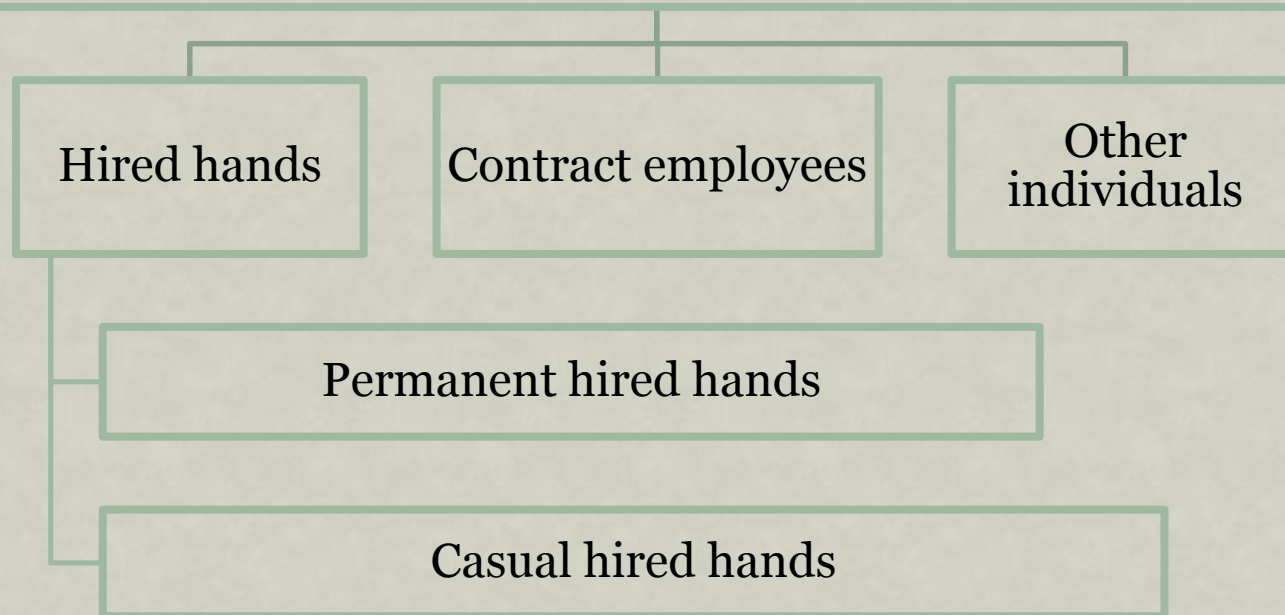 Hired hands
Contract employees
Other
individuals
Permanent hired hands
Casual hired hands